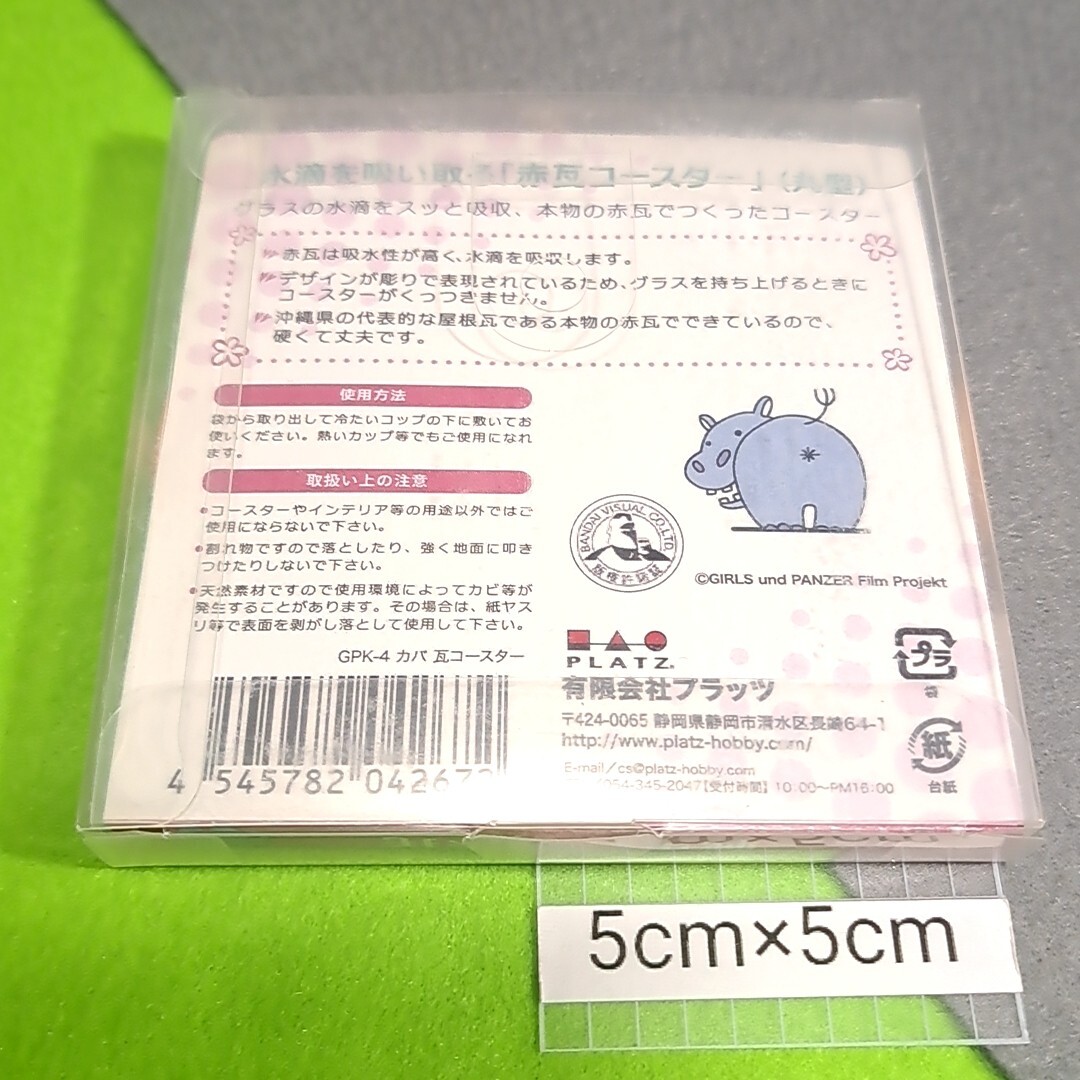 水滴を吸い取る「赤瓦コースター」(丸型)
グラスの水滴をスッと吸収、本物の赤瓦でつくったコースター
赤瓦は吸水性が高く、水滴を吸収します。
デザインが彫りで表現されているため、グラスを持ち上げるときに
コースターがくっつきません。
沖縄県の代表的な屋根瓦である本物の赤瓦でできているので、
硬くて丈夫です。
使用方法
袋から取り出して冷たいコップの下に敷いてお
使いください。熱いカップ等でもご使用になれ
ます。
取扱い上の注意
●コースターやインテリア等の用途以外ではご
使用にならないで下さい。
●割れ物ですので落としたり、強く地面に叩き
つけたりしないで下さい。
●天然素材ですので使用環境によってカビ等が
発生することがあります。その場合は、紙ヤス
リ等で表面を剥がし落として使用して下さい。
GPK-4 カバ 瓦コースター
4 545782 04267
BANDAI VISUAL CO.,LTD.
版権許諾証
©GIRLS und PANZER Film Projekt
PLATZ
有限会社プラッツ
〒424-0065 静岡県静岡市清水区長崎64-1
http://www.platz-hobby.com/
E-mail/cs@platz-hobby.com
054-345-2047【受付時間】10:00〜PM16:00
プラ
袋
紙
台紙
5cm×5cm